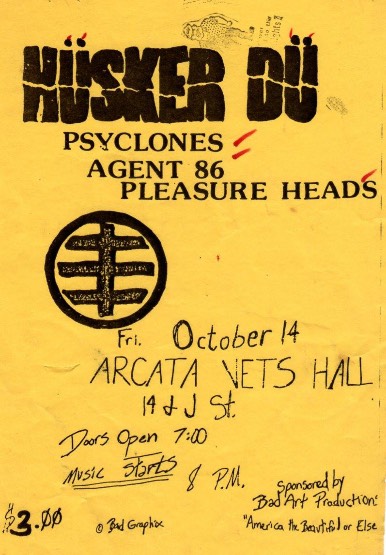 HÜSKER DÜ
PSYCLONES
AGENT 86
PLEASURE HEADS
Fri. October 14
ARCATA VETS HALL
14 & J St.
Doors Open 7:00
Music Starts 8 P.M.
Sponsored by
Bad Art Production
"America the Beautiful or Else
$3.00
© Bad Graphix